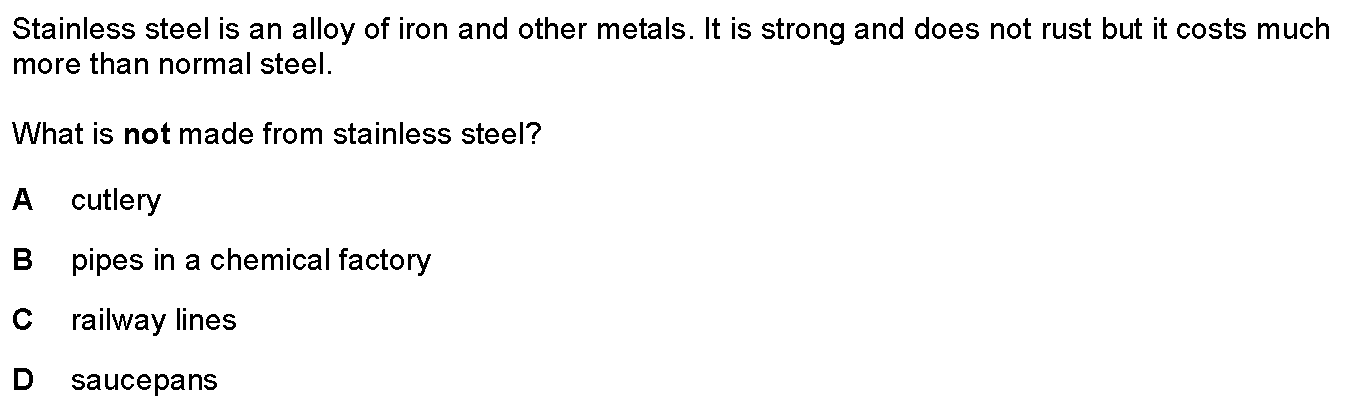 Stainless steel is an alloy of iron and other metals. It is strong and does not rust but it costs much
more than normal steel.
What is not made from stainless steel?
A cutlery
B pipes in a chemical factory
C railway lines
D saucepans